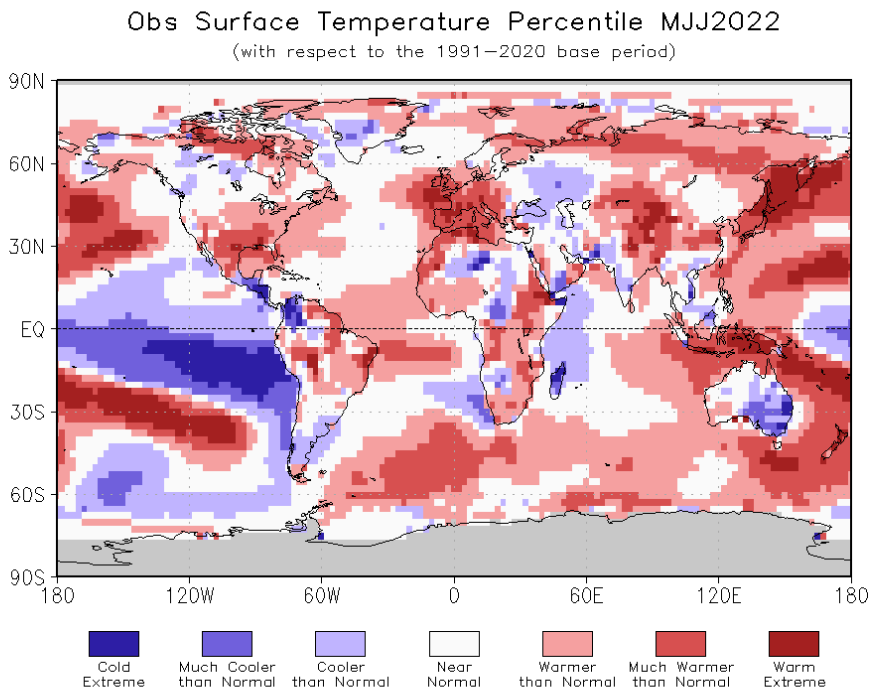 Obs Surface Temperature Percentile MJJ2022
(with respect to the 1991−2020 base period)
90N
60N
30N
EQ
30S
60S
90S
180 120W 60W 0 60E 120E 180
Cold Extreme
Much Cooler than Normal
Cooler than Normal
Near Normal
Warmer than Normal
Much Warmer than Normal
Warm Extreme